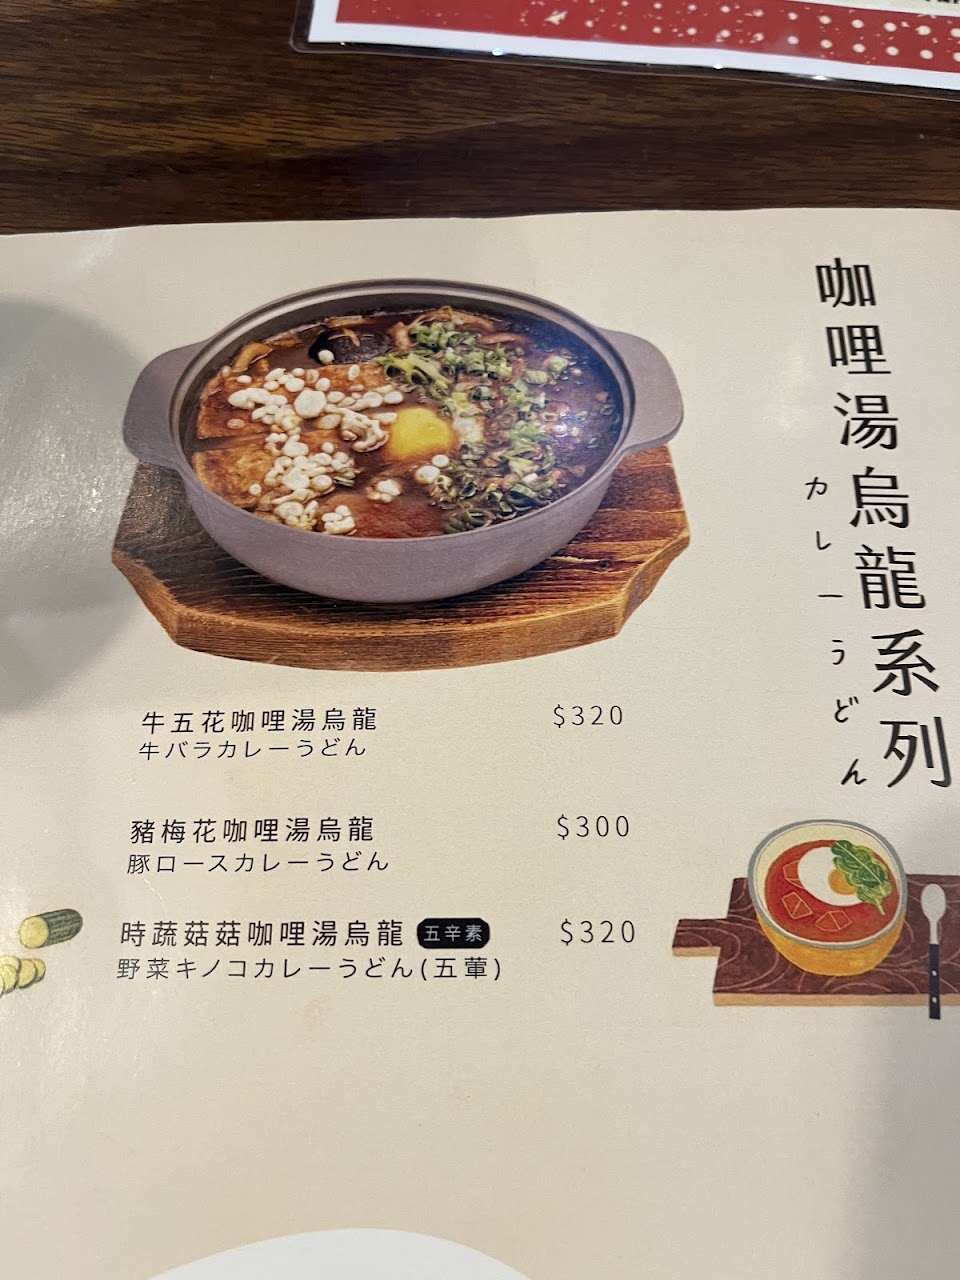 咖哩湯烏龍系列
カレーうどん
牛五花咖哩湯烏龍 $320
牛バラカレーうどん
豬梅花咖哩湯烏龍 $300
豚ロースカレーうどん
時蔬菇菇咖哩湯烏龍 五辛素 $320
野菜キノコカレーうどん(五葷)